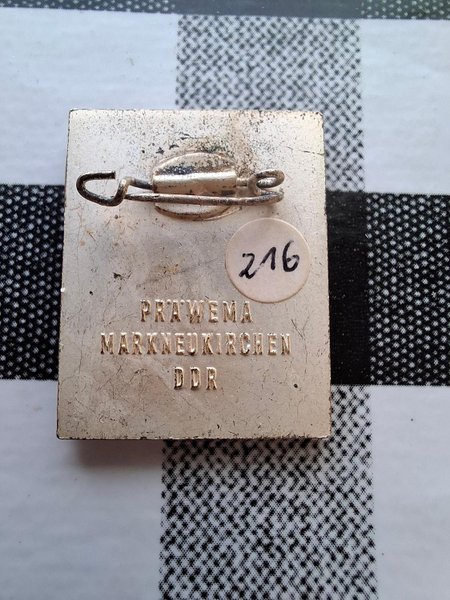 216
PRÄWEMA
MARKNEUKIRCHEN
DDR